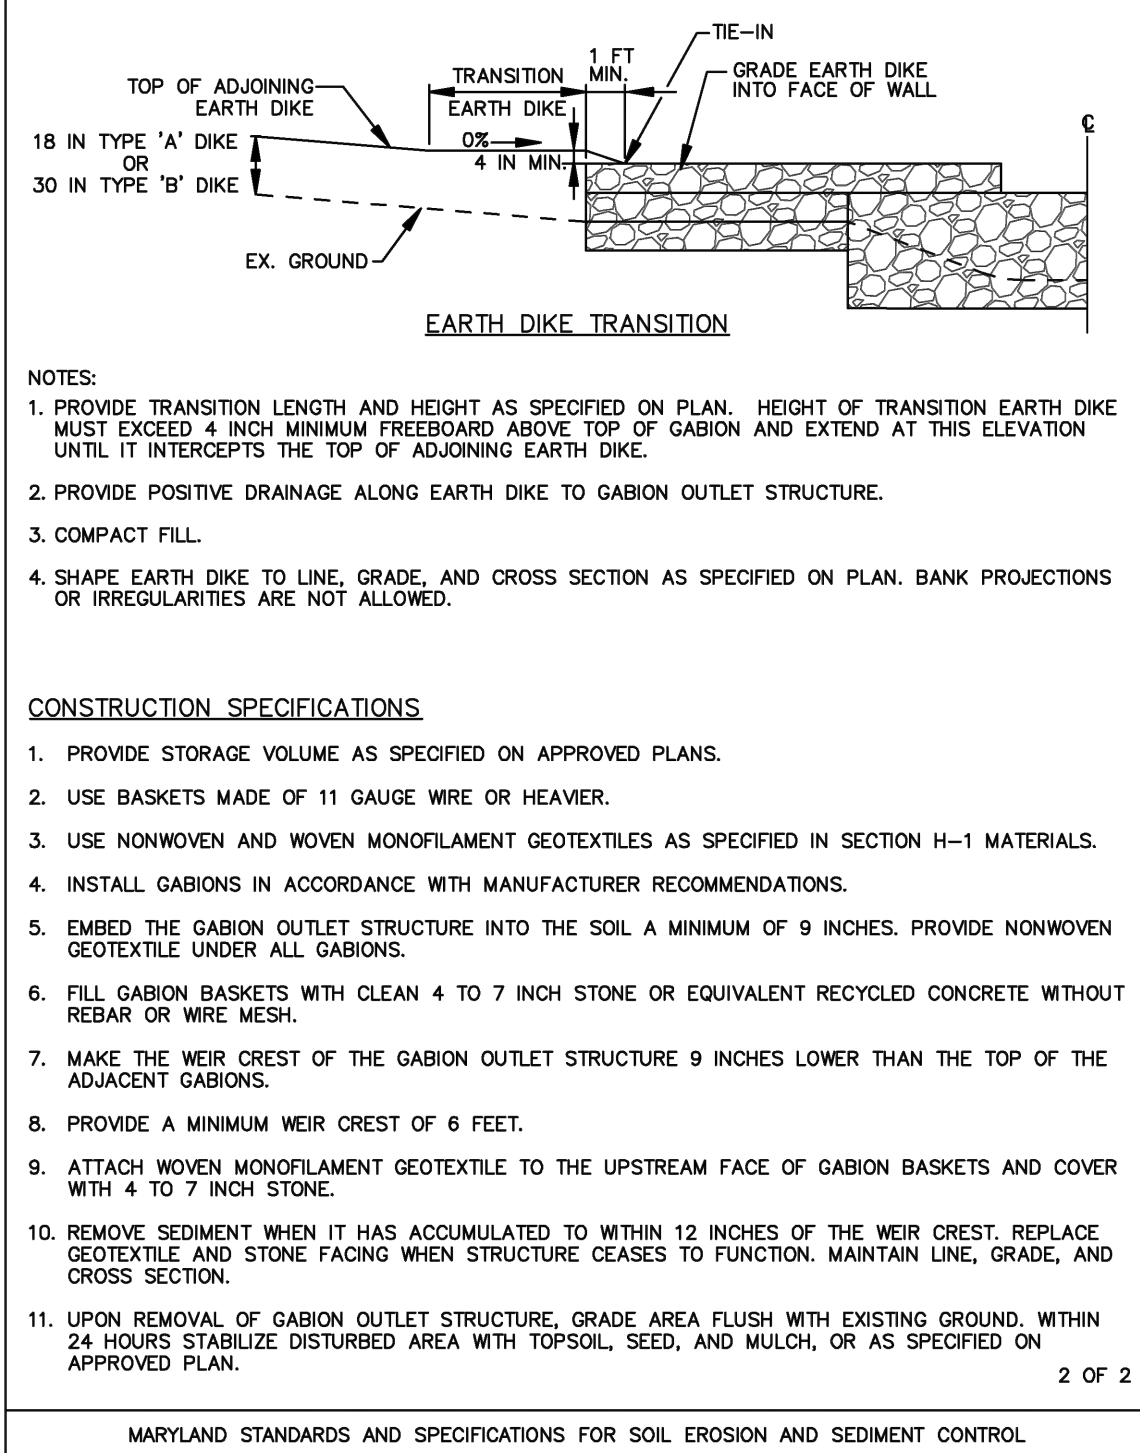 TIE-IN
1 FT
MIN.
TRANSITION
GRADE EARTH DIKE
INTO FACE OF WALL
TOP OF ADJOINING
EARTH DIKE
EARTH DIKE
18 IN TYPE 'A' DIKE
OR
30 IN TYPE 'B' DIKE
0%
4 IN MIN.
℄
EX. GROUND
EARTH DIKE TRANSITION
NOTES:
1. PROVIDE TRANSITION LENGTH AND HEIGHT AS SPECIFIED ON PLAN. HEIGHT OF TRANSITION EARTH DIKE
MUST EXCEED 4 INCH MINIMUM FREEBOARD ABOVE TOP OF GABION AND EXTEND AT THIS ELEVATION
UNTIL IT INTERCEPTS THE TOP OF ADJOINING EARTH DIKE.
2. PROVIDE POSITIVE DRAINAGE ALONG EARTH DIKE TO GABION OUTLET STRUCTURE.
3. COMPACT FILL.
4. SHAPE EARTH DIKE TO LINE, GRADE, AND CROSS SECTION AS SPECIFIED ON PLAN. BANK PROJECTIONS
OR IRREGULARITIES ARE NOT ALLOWED.
CONSTRUCTION SPECIFICATIONS
1. PROVIDE STORAGE VOLUME AS SPECIFIED ON APPROVED PLANS.
2. USE BASKETS MADE OF 11 GAUGE WIRE OR HEAVIER.
3. USE NONWOVEN AND WOVEN MONOFILAMENT GEOTEXTILES AS SPECIFIED IN SECTION H-1 MATERIALS.
4. INSTALL GABIONS IN ACCORDANCE WITH MANUFACTURER RECOMMENDATIONS.
5. EMBED THE GABION OUTLET STRUCTURE INTO THE SOIL A MINIMUM OF 9 INCHES. PROVIDE NONWOVEN
GEOTEXTILE UNDER ALL GABIONS.
6. FILL GABION BASKETS WITH CLEAN 4 TO 7 INCH STONE OR EQUIVALENT RECYCLED CONCRETE WITHOUT
REBAR OR WIRE MESH.
7. MAKE THE WEIR CREST OF THE GABION OUTLET STRUCTURE 9 INCHES LOWER THAN THE TOP OF THE
ADJACENT GABIONS.
8. PROVIDE A MINIMUM WEIR CREST OF 6 FEET.
9. ATTACH WOVEN MONOFILAMENT GEOTEXTILE TO THE UPSTREAM FACE OF GABION BASKETS AND COVER
WITH 4 TO 7 INCH STONE.
10. REMOVE SEDIMENT WHEN IT HAS ACCUMULATED TO WITHIN 12 INCHES OF THE WEIR CREST. REPLACE
GEOTEXTILE AND STONE FACING WHEN STRUCTURE CEASES TO FUNCTION. MAINTAIN LINE, GRADE, AND
CROSS SECTION.
11. UPON REMOVAL OF GABION OUTLET STRUCTURE, GRADE AREA FLUSH WITH EXISTING GROUND. WITHIN
24 HOURS STABILIZE DISTURBED AREA WITH TOPSOIL, SEED, AND MULCH, OR AS SPECIFIED ON
APPROVED PLAN.
2 OF 2
MARYLAND STANDARDS AND SPECIFICATIONS FOR SOIL EROSION AND SEDIMENT CONTROL